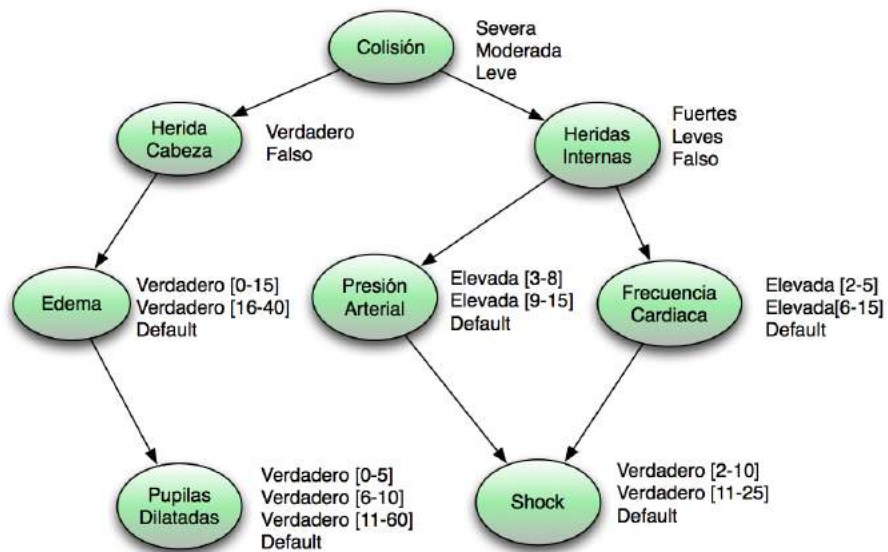 Colisión
Severa
Moderada
Leve
Herida
Cabeza
Verdadero
Falso
Heridas
Internas
Fuertes
Leves
Falso
Edema
Verdadero [0-15]
Verdadero [16-40]
Default
Presión
Arterial
Elevada [3-8]
Elevada [9-15]
Default
Frecuencia
Cardiaca
Elevada [2-5]
Elevada[6-15]
Default
Pupilas
Dilatadas
Verdadero [0-5]
Verdadero [6-10]
Verdadero [11-60]
Default
Shock
Verdadero [2-10]
Verdadero [11-25]
Default